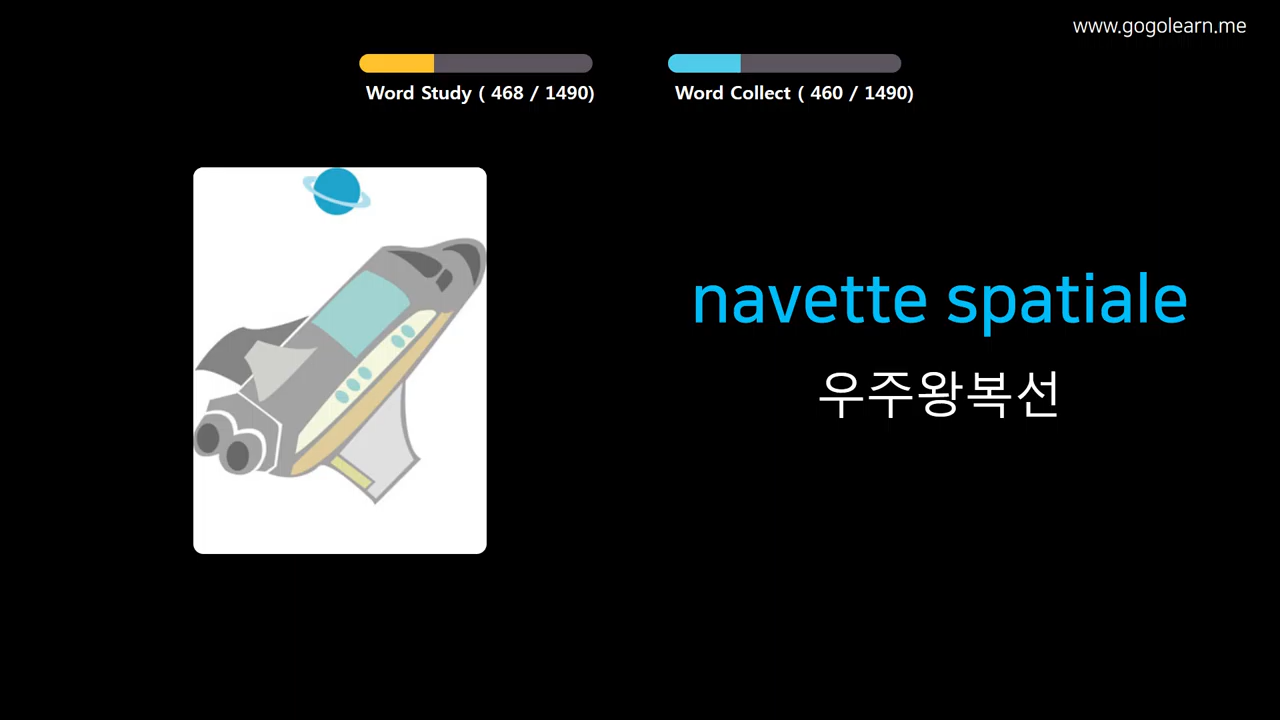 www.gogolearn.me
Word Study ( 468 / 1490)
Word Collect ( 460 / 1490)
navette spatiale
우주왕복선